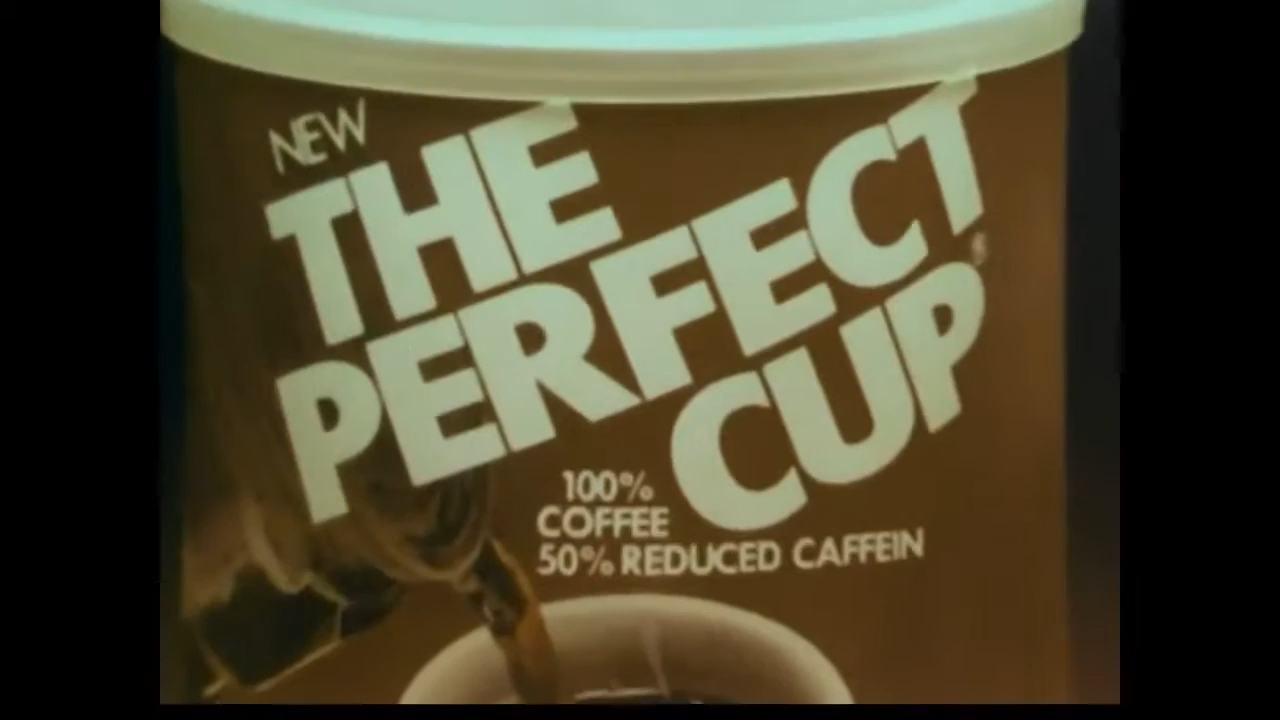 NEW
THE
PERFECT
CUP
100%
COFFEE
50% REDUCED CAFFEIN